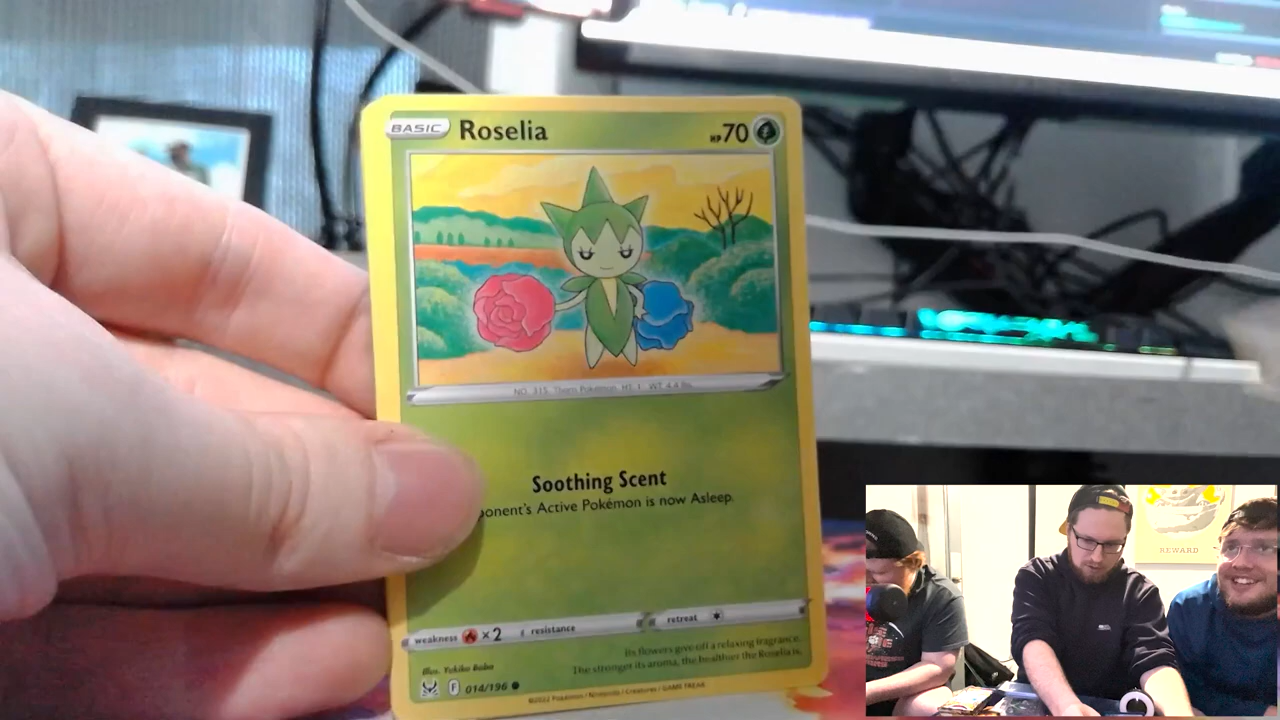 BASIC Roselia HP 70
NO. 315 Thorn Pokémon HT: 1' WT: 4.4 lbs.
Soothing Scent
ponent's Active Pokémon is now Asleep.
weakness ×2 resistance retreat
Its flowers give off a relaxing fragrance.
The stronger its aroma, the healthier the Roselia is.
Illus. Yukiko Baba
F 014/196
©2022 Pokémon / Nintendo / Creatures / GAME FREAK
REWARD